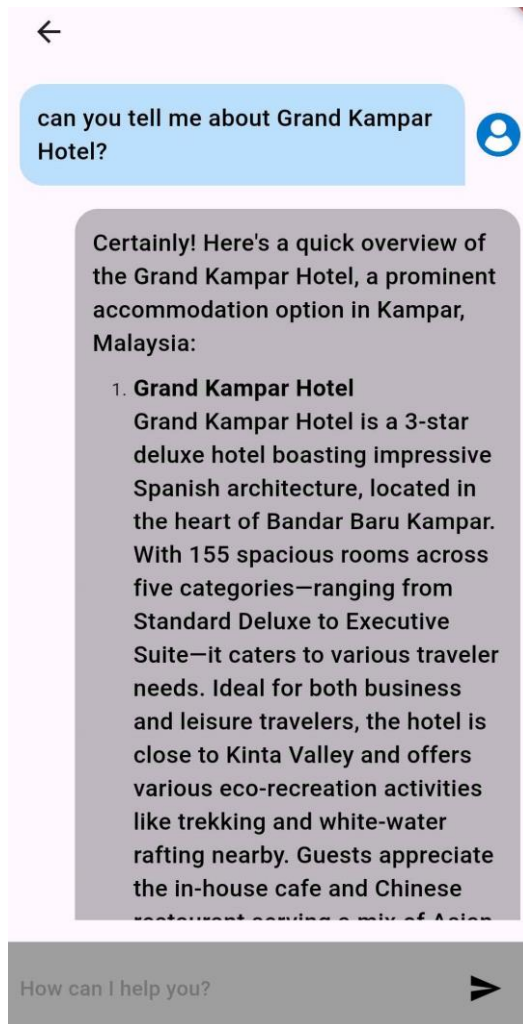 can you tell me about Grand Kampar
Hotel?
Certainly! Here's a quick overview of
the Grand Kampar Hotel, a prominent
accommodation option in Kampar,
Malaysia:
1. Grand Kampar Hotel
Grand Kampar Hotel is a 3-star
deluxe hotel boasting impressive
Spanish architecture, located in
the heart of Bandar Baru Kampar.
With 155 spacious rooms across
five categories—ranging from
Standard Deluxe to Executive
Suite—it caters to various traveler
needs. Ideal for both business
and leisure travelers, the hotel is
close to Kinta Valley and offers
various eco-recreation activities
like trekking and white-water
rafting nearby. Guests appreciate
the in-house cafe and Chinese
restaurant serving a mix of Asian
How can I help you?